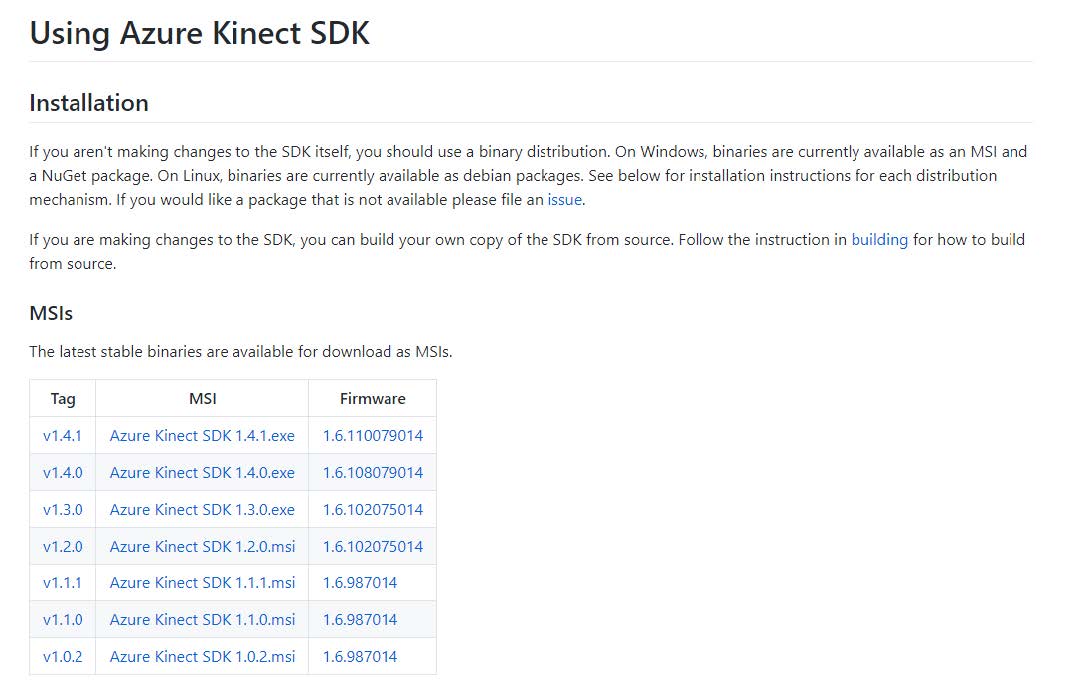 Using Azure Kinect SDK
Installation
If you aren't making changes to the SDK itself, you should use a binary distribution. On Windows, binaries are currently available as an MSI and
a NuGet package. On Linux, binaries are currently available as debian packages. See below for installation instructions for each distribution
mechanism. If you would like a package that is not available please file an issue.
If you are making changes to the SDK, you can build your own copy of the SDK from source. Follow the instruction in building for how to build
from source.
MSIs
The latest stable binaries are available for download as MSIs.
Tag MSI Firmware
v1.4.1 Azure Kinect SDK 1.4.1.exe 1.6.110079014
v1.4.0 Azure Kinect SDK 1.4.0.exe 1.6.108079014
v1.3.0 Azure Kinect SDK 1.3.0.exe 1.6.102075014
v1.2.0 Azure Kinect SDK 1.2.0.msi 1.6.102075014
v1.1.1 Azure Kinect SDK 1.1.1.msi 1.6.987014
v1.1.0 Azure Kinect SDK 1.1.0.msi 1.6.987014
v1.0.2 Azure Kinect SDK 1.0.2.msi 1.6.987014